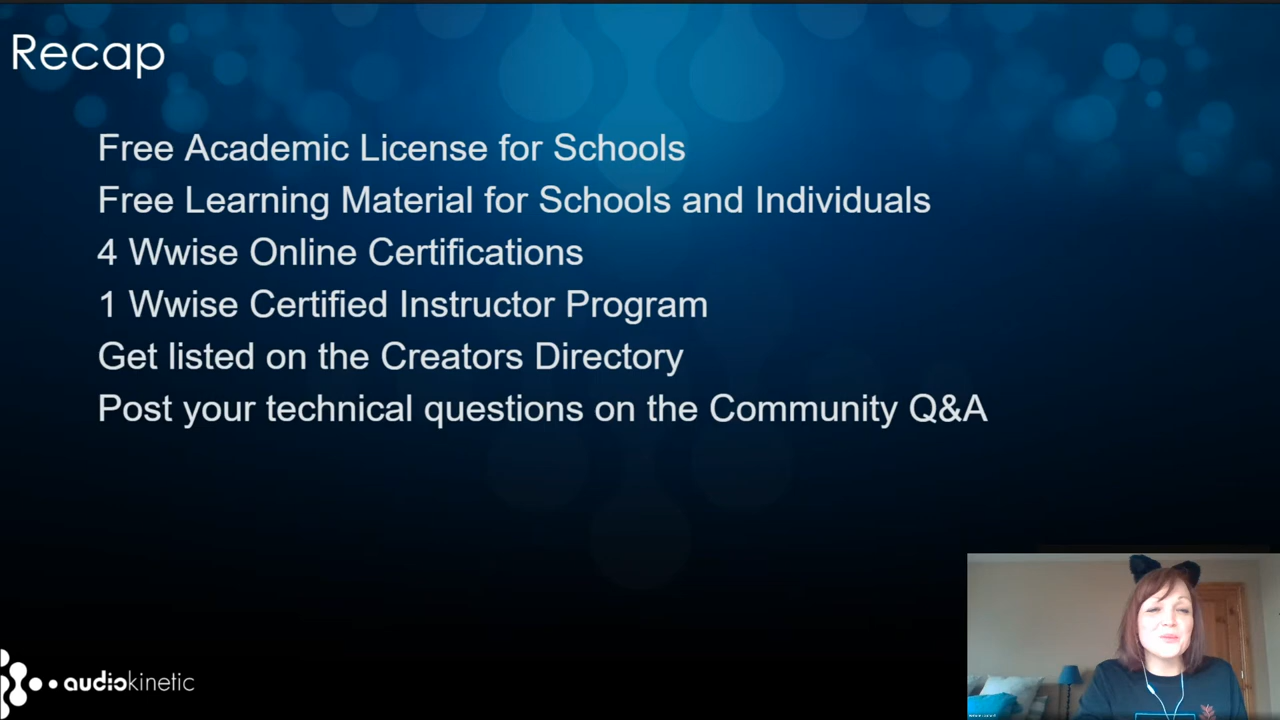 Recap
Free Academic License for Schools
Free Learning Material for Schools and Individuals
4 Wwise Online Certifications
1 Wwise Certified Instructor Program
Get listed on the Creators Directory
Post your technical questions on the Community Q&A
audiokinetic